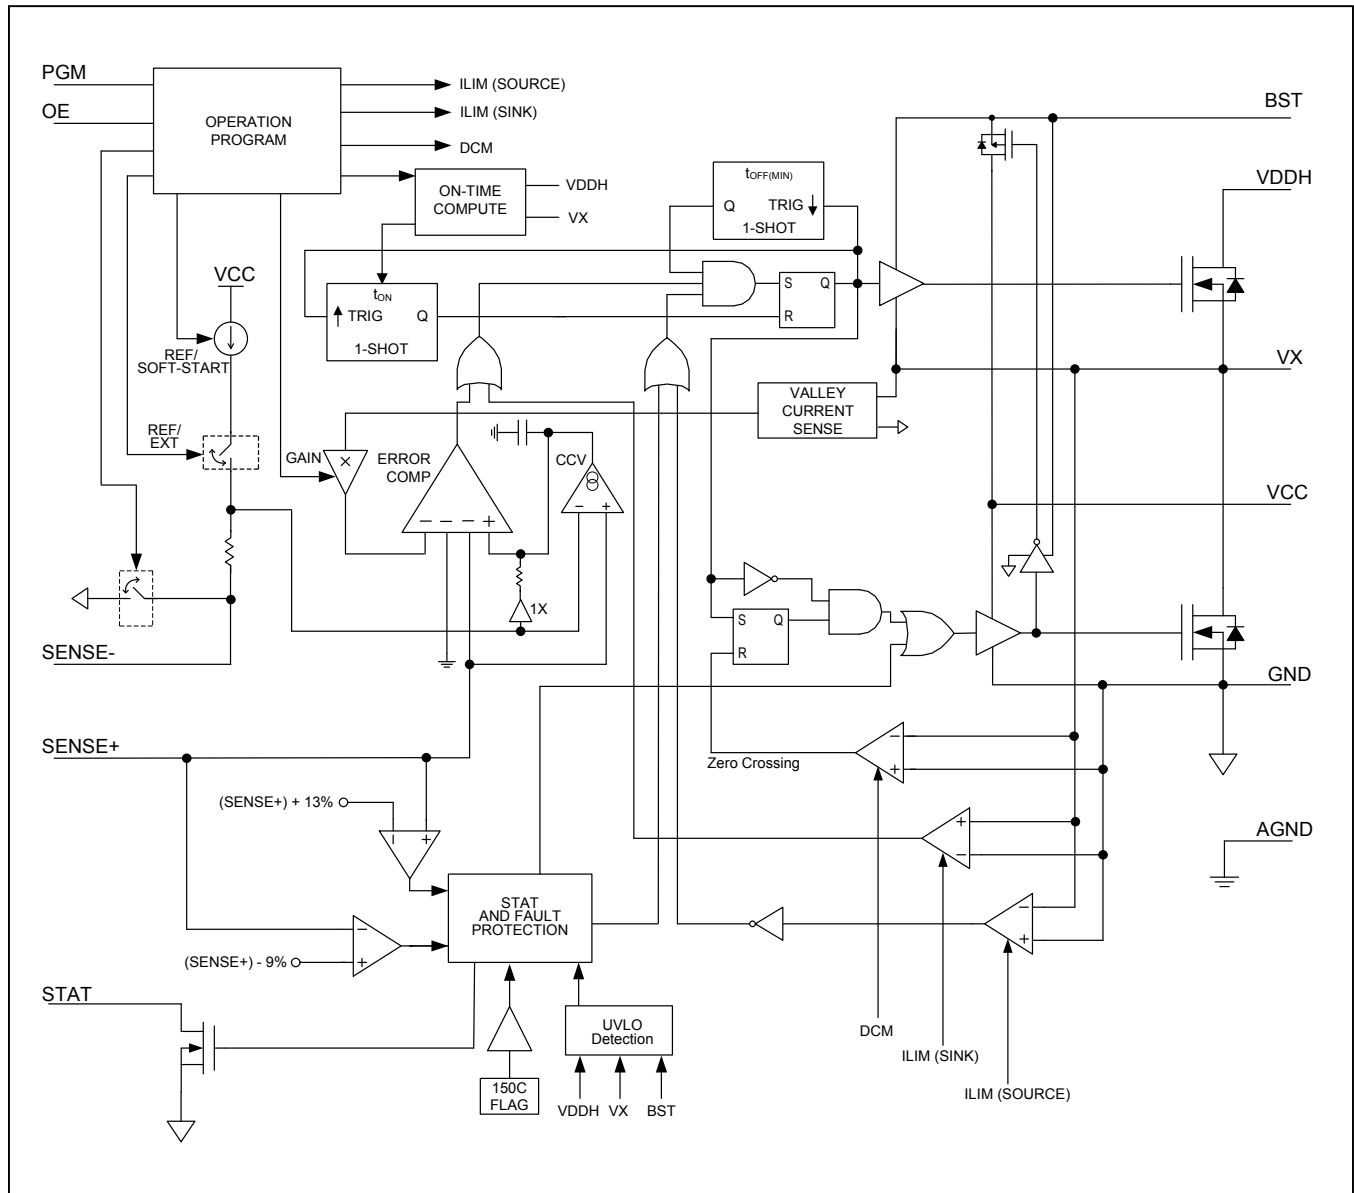 PGM
OE
OPERATION
PROGRAM
ILIM (SOURCE)
ILIM (SINK)
DCM
BST
ON-TIME
COMPUTE
VDDH
VX
tOFF(MIN)
Q TRIG
1-SHOT
VDDH
VCC
REF/
SOFT-START
tON
TRIG Q
1-SHOT
S Q
R
VX
VALLEY
CURRENT
SENSE
REF/
EXT
GAIN
×
ERROR
COMP
CCV
− − − +
− +
VCC
1X
S Q
R
SENSE-
GND
SENSE+
Zero Crossing
−
+
(SENSE+) + 13%
− +
+
−
AGND
STAT
AND FAULT
PROTECTION
−
+
−
+
(SENSE+) - 9%
STAT
UVLO
Detection
DCM
ILIM (SINK)
ILIM (SOURCE)
150C
FLAG
VDDH VX BST